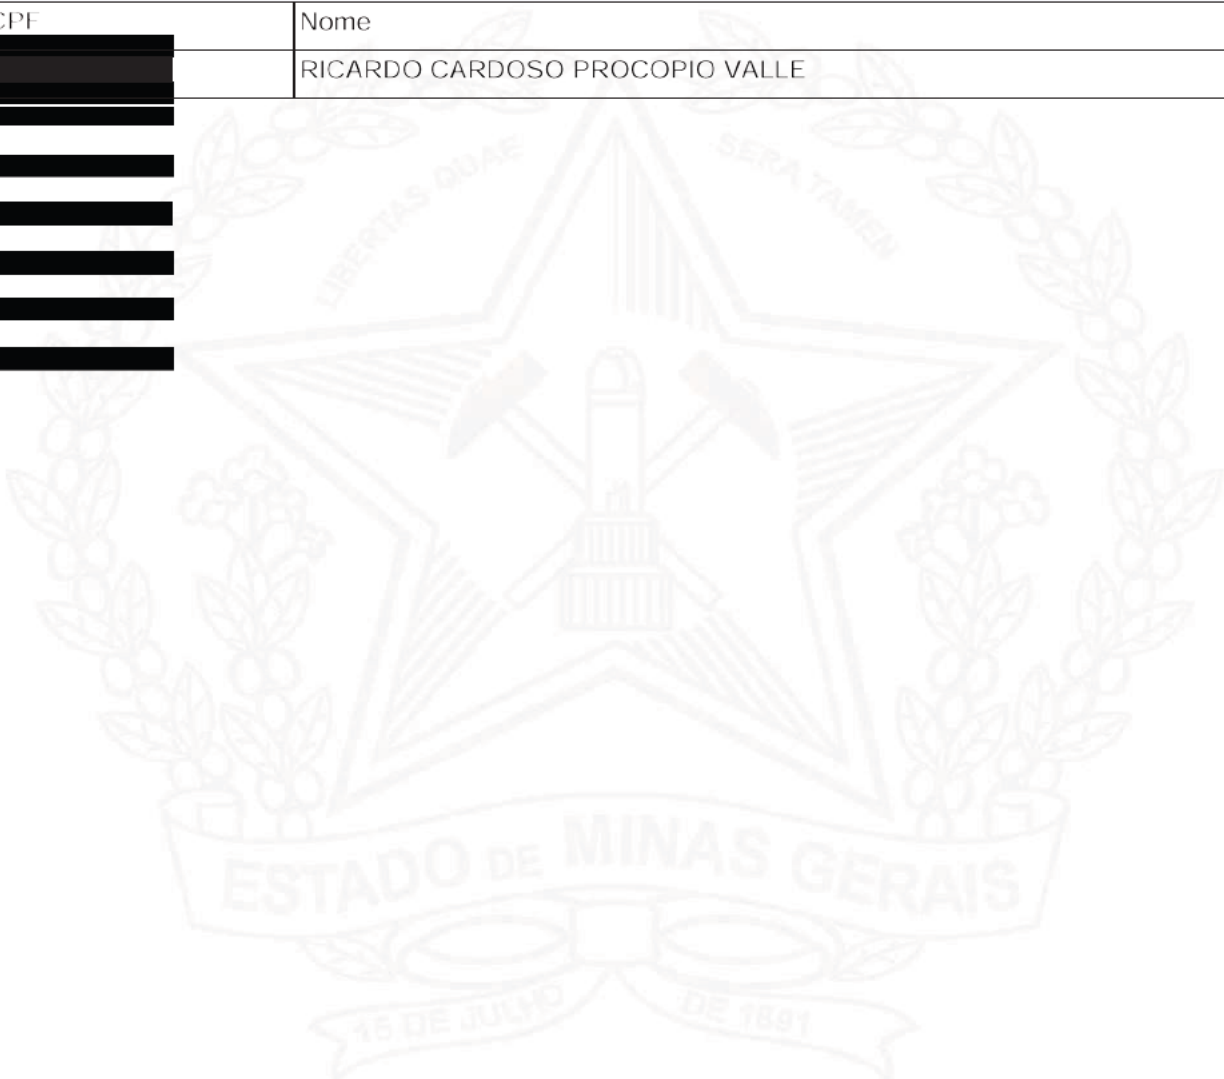 CPF
Nome
RICARDO CARDOSO PROCOPIO VALLE
LIBERTAS QUAE SERA TAMEN
ESTADO DE MINAS GERAIS
15 DE JULHO DE 1891